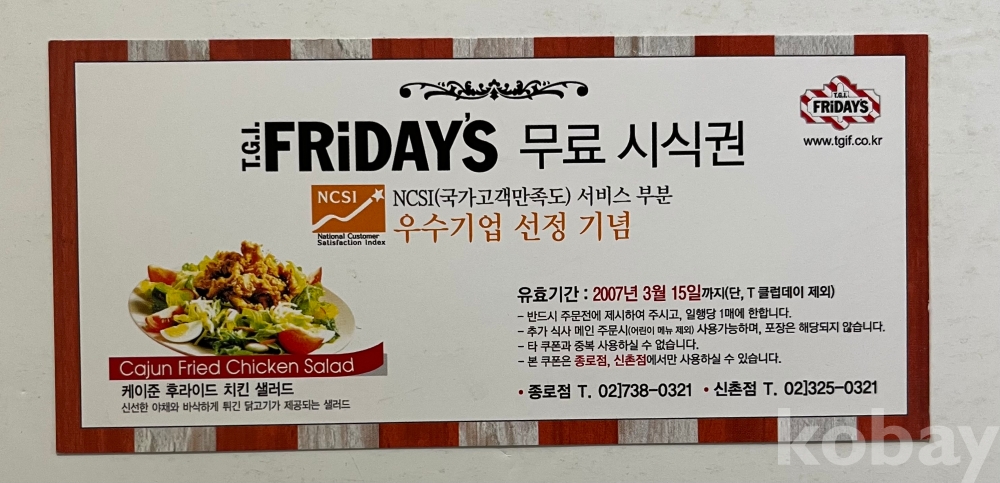 T.G.I. FRiDAY'S 무료 시식권
T.G.I.
FRiDAY'S
www.tgif.co.kr
NCSI
National Customer
Satisfaction Index
NCSI(국가고객만족도) 서비스 부분
우수기업 선정 기념
Cajun Fried Chicken Salad
케이준 후라이드 치킨 샐러드
신선한 야채와 바삭하게 튀긴 닭고기가 제공되는 샐러드
유효기간 : 2007년 3월 15일까지(단, T 클럽데이 제외)
- 반드시 주문전에 제시하여 주시고, 일행당 1매에 한합니다.
- 추가 식사 메인 주문시(어린이 메뉴 제외) 사용가능하며, 포장은 해당되지 않습니다.
- 타 쿠폰과 중복 사용하실 수 없습니다.
- 본 쿠폰은 종로점, 신촌점에서만 사용하실 수 있습니다.
• 종로점 T. 02]738-0321 • 신촌점 T. 02]325-0321
kobay